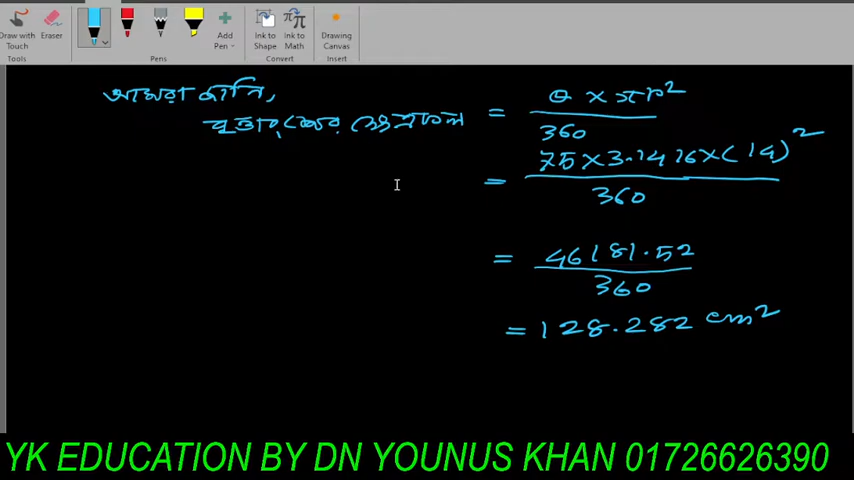 Draw with
Touch
Eraser
Add
Pen
Ink to
Shape
Ink to
Math
Drawing
Canvas
Tools
Pens
Convert
Insert
আমরা জানি,
বৃত্তাংশের ক্ষেত্রফল = θ × πr²
360
= 75 × 3.1416 × (14)²
360
= 46181.52
360
= 128.282 cm²
YK EDUCATION BY DN YOUNUS KHAN 01726626390